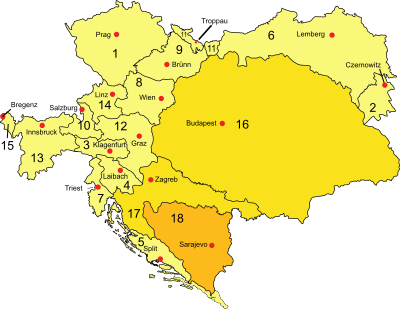 Troppau
Prag
11
6
Lemberg
1
9
11
Brünn
Czernowitz
8
Linz
Wien
Bregenz
Salzburg
14
2
Budapest
16
Innsbruck
10
12
15
3
Klagenfurt
Graz
13
Laibach
Zagreb
Triest
4
7
17
18
5
Split
Sarajevo